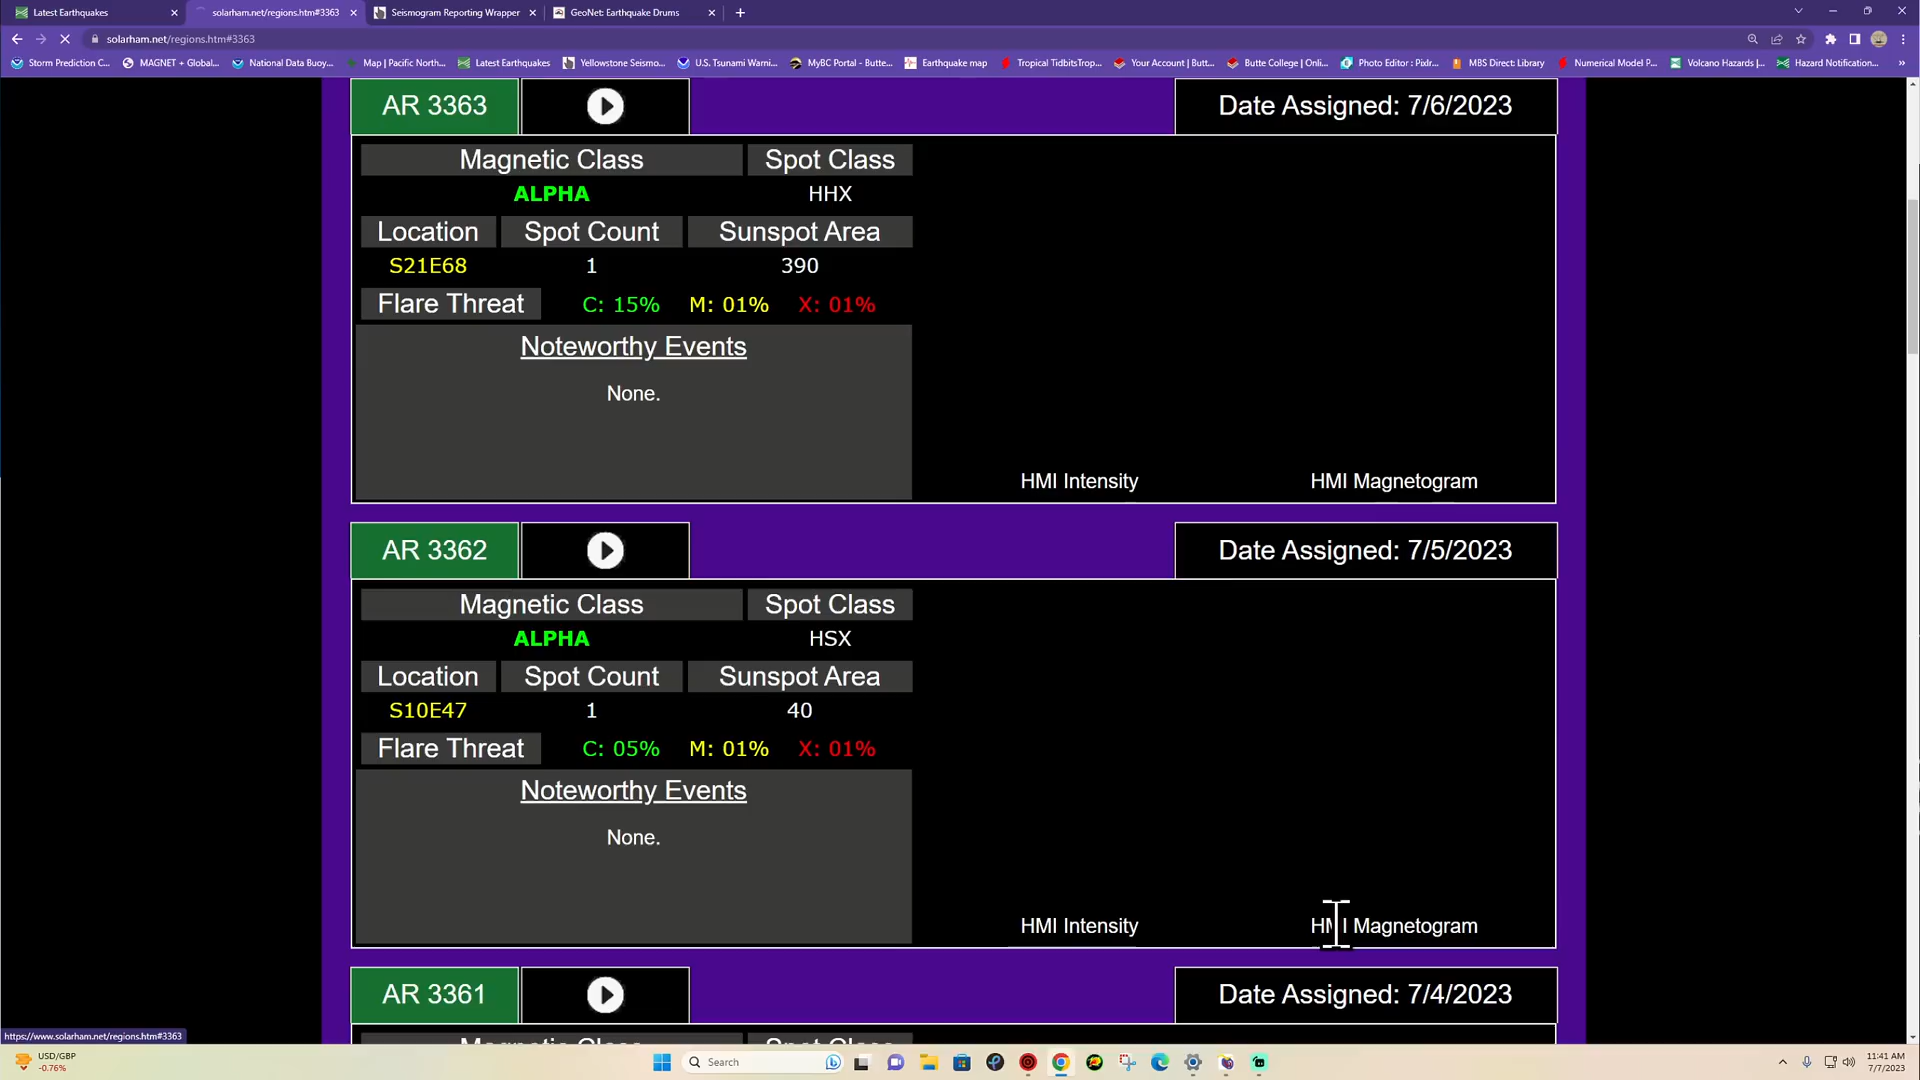 Latest Earthquakes
solarham.net/regions.htm#3363
Seismogram Reporting Wrapper
GeoNet: Earthquake Drums
solarham.net/regions.htm#3363
Storm Prediction C...
MAGNET + Global...
National Data Buoy...
Map | Pacific North...
Latest Earthquakes
Yellowstone Seismo...
U.S. Tsunami Warni...
MyBC Portal - Butte...
Earthquake map
Tropical TidbitsTrop...
Your Account | Butt...
Butte College | Onli...
Photo Editor : Pixlr...
MBS Direct Library
Numerical Model P...
Volcano Hazards |...
Hazard Notification...
AR 3363
Date Assigned: 7/6/2023
Magnetic Class
Spot Class
ALPHA
HHX
Location
Spot Count
Sunspot Area
S21E68
1
390
Flare Threat
C: 15%
M: 01%
X: 01%
Noteworthy Events
None.
HMI Intensity
HMI Magnetogram
AR 3362
Date Assigned: 7/5/2023
Magnetic Class
Spot Class
ALPHA
HSX
Location
Spot Count
Sunspot Area
S10E47
1
40
Flare Threat
C: 05%
M: 01%
X: 01%
Noteworthy Events
None.
HMI Intensity
HMI Magnetogram
AR 3361
Date Assigned: 7/4/2023
Magnetic Class
Spot Class
https://www.solarham.net/regions.htm#3363
USD/GBP
-0.76%
Search
11:41 AM
7/7/2023